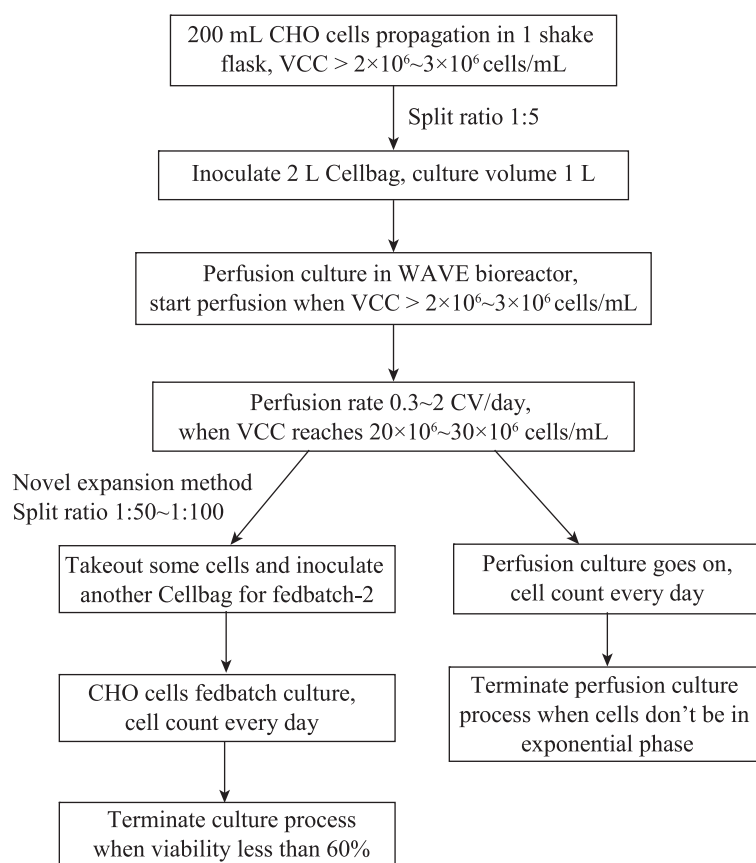 200 mL CHO cells propagation in 1 shake
flask, VCC > 2×10⁶~3×10⁶ cells/mL
Split ratio 1:5
Inoculate 2 L Cellbag, culture volume 1 L
Perfusion culture in WAVE bioreactor,
start perfusion when VCC > 2×10⁶~3×10⁶ cells/mL
Perfusion rate 0.3~2 CV/day,
when VCC reaches 20×10⁶~30×10⁶ cells/mL
Novel expansion method
Split ratio 1:50~1:100
Takeout some cells and inoculate
another Cellbag for fedbatch-2
CHO cells fedbatch culture,
cell count every day
Terminate culture process
when viability less than 60%
Perfusion culture goes on,
cell count every day
Terminate perfusion culture
process when cells don't be in
exponential phase